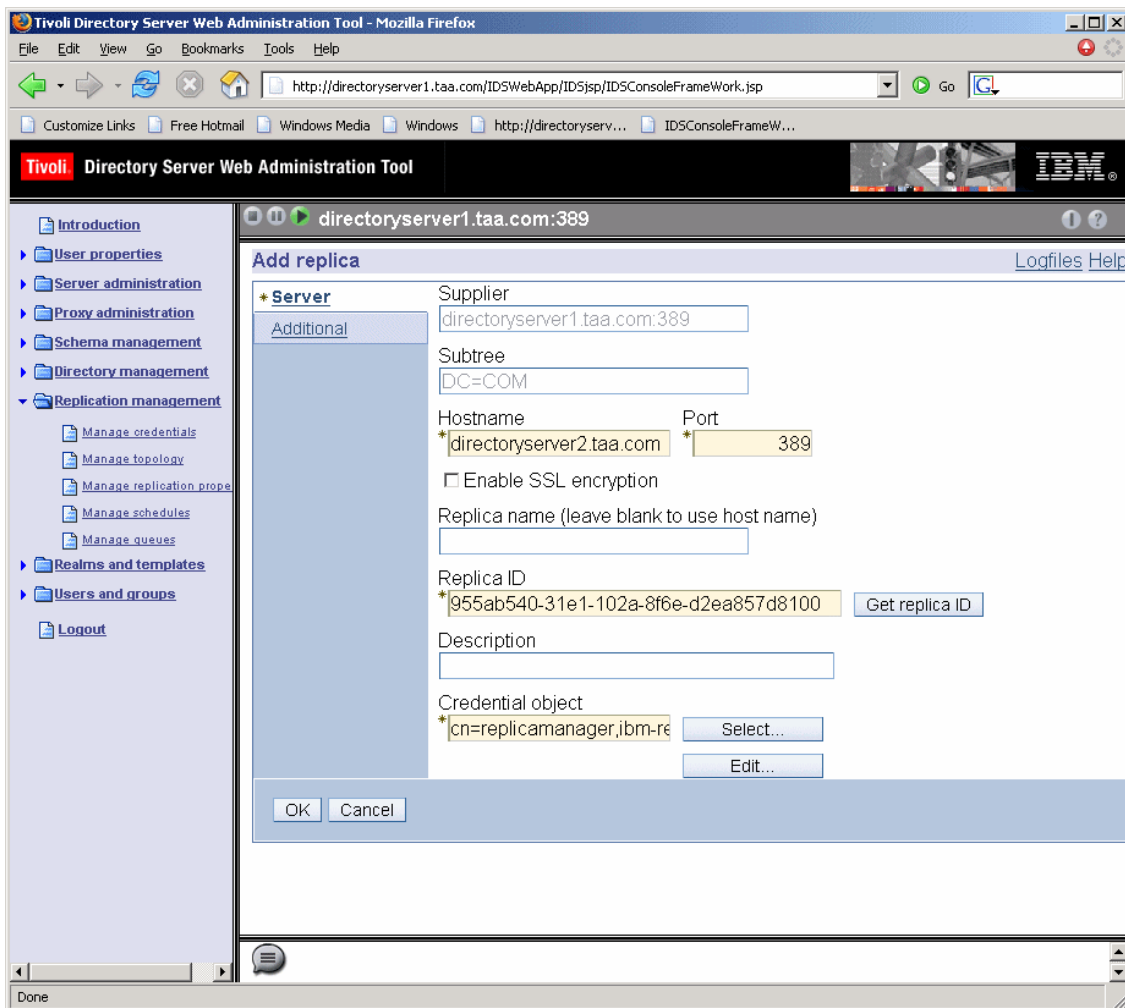 Tivoli Directory Server Web Administration Tool - Mozilla Firefox
File Edit View Go Bookmarks Tools Help
http://directoryserver1.taa.com/IDSWebApp/IDSjsp/IDSConsoleFrameWork.jsp Go G
Customize Links Free Hotmail Windows Media Windows http://directoryserv... IDSConsoleFrameW...
Tivoli. Directory Server Web Administration Tool IBM®
directoryserver1.taa.com:389
Introduction
User properties
Server administration
Proxy administration
Schema management
Directory management
Replication management
Manage credentials
Manage topology
Manage replication prope
Manage schedules
Manage queues
Realms and templates
Users and groups
Logout
Add replica Logfiles Help
*Server
Additional
Supplier
directoryserver1.taa.com:389
Subtree
DC=COM
Hostname Port
*directoryserver2.taa.com *389
Enable SSL encryption
Replica name (leave blank to use host name)
Replica ID
*955ab540-31e1-102a-8f6e-d2ea857d8100 Get replica ID
Description
Credential object
*cn=replicamanager,ibm-re Select...
Edit...
OK Cancel
Done